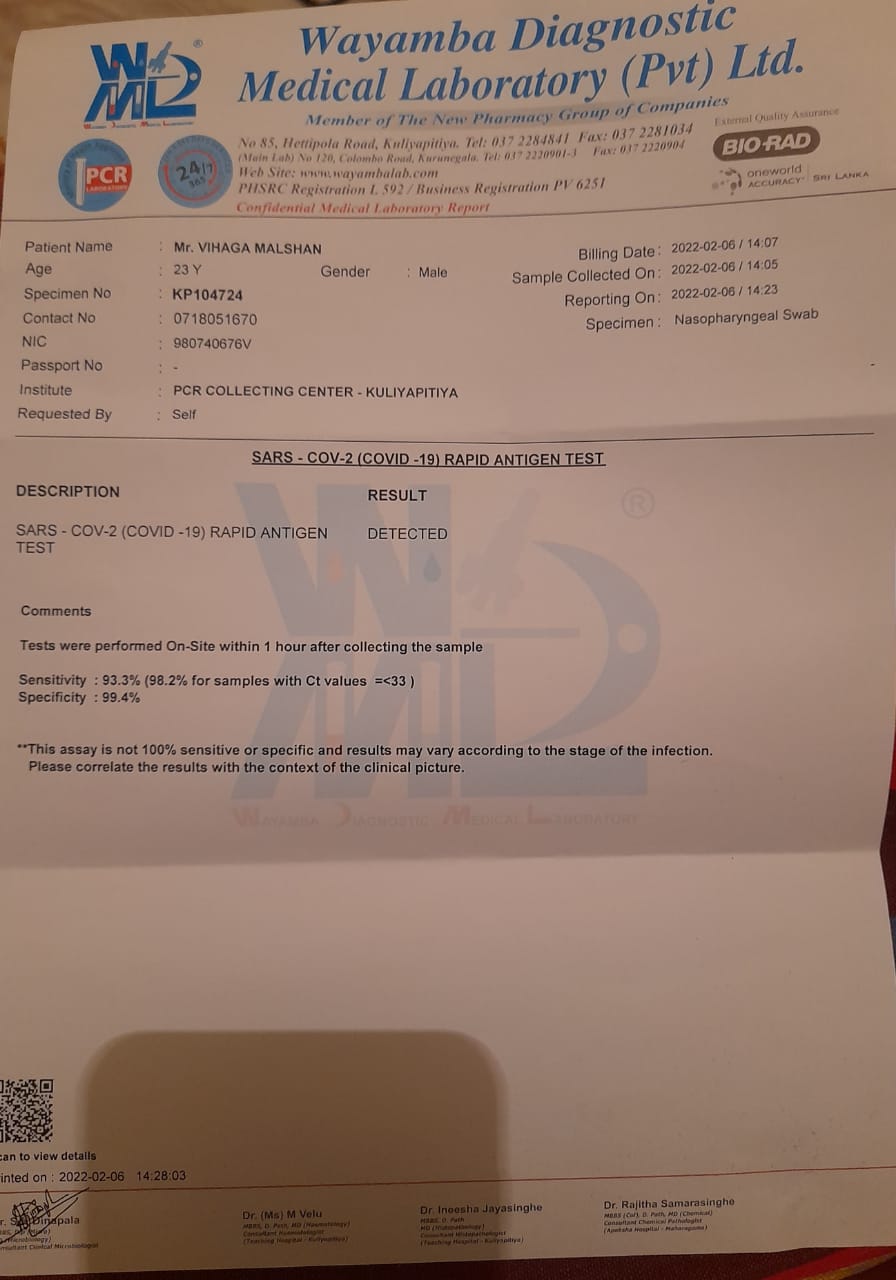 Wayamba Diagnostic
Medical Laboratory (Pvt) Ltd.
Member of The New Pharmacy Group of Companies
No 85, Hettipola Road, Kuliyapitiya. Tel: 037 2284841 Fax: 037 2281034
(Main Lab) No 120, Colombo Road, Kurunegala. Tel: 037 2220901-3 Fax: 037 2220904
Web Site: www.wayambalab.com
PHSRC Registration L 592 / Business Registration PV 6251
Confidential Medical Laboratory Report
WML
®
WAYAMBA DIAGNOSTIC MEDICAL LABORATORY
PCR
LABORATORY
24/7
365
External Quality Assurance
BIO-RAD
oneworld
ACCURACY SRI LANKA
Patient Name : Mr. VIHAGA MALSHAN
Age : 23 Y Gender : Male
Specimen No : KP104724
Contact No : 0718051670
NIC : 980740676V
Passport No : -
Institute : PCR COLLECTING CENTER - KULIYAPITIYA
Requested By : Self
Billing Date : 2022-02-06 / 14:07
Sample Collected On : 2022-02-06 / 14:05
Reporting On : 2022-02-06 / 14:23
Specimen : Nasopharyngeal Swab
SARS - COV-2 (COVID -19) RAPID ANTIGEN TEST
DESCRIPTION RESULT
SARS - COV-2 (COVID -19) RAPID ANTIGEN DETECTED
TEST
Comments
Tests were performed On-Site within 1 hour after collecting the sample
Sensitivity : 93.3% (98.2% for samples with Ct values =<33 )
Specificity : 99.4%
**This assay is not 100% sensitive or specific and results may vary according to the stage of the infection.
Please correlate the results with the context of the clinical picture.
®
WAYAMBA DIAGNOSTIC MEDICAL LABORATORY
can to view details
inted on : 2022-02-06 14:28:03
Dr. (Ms) M Velu
MBBS, D. Path, MD (Haematology)
Consultant Haematologist
(Teaching Hospital - Kuliyapitiya)
Dr. Ineesha Jayasinghe
MBBS, D. Path
MD (Histopathology)
Consultant Histopathologist
(Teaching Hospital - Kuliyapitiya)
Dr. Rajitha Samarasinghe
MBBS (Col), D. Path, MD (Chemical)
Consultant Chemical Pathologist
(Apeksha Hospital - Maharagama)